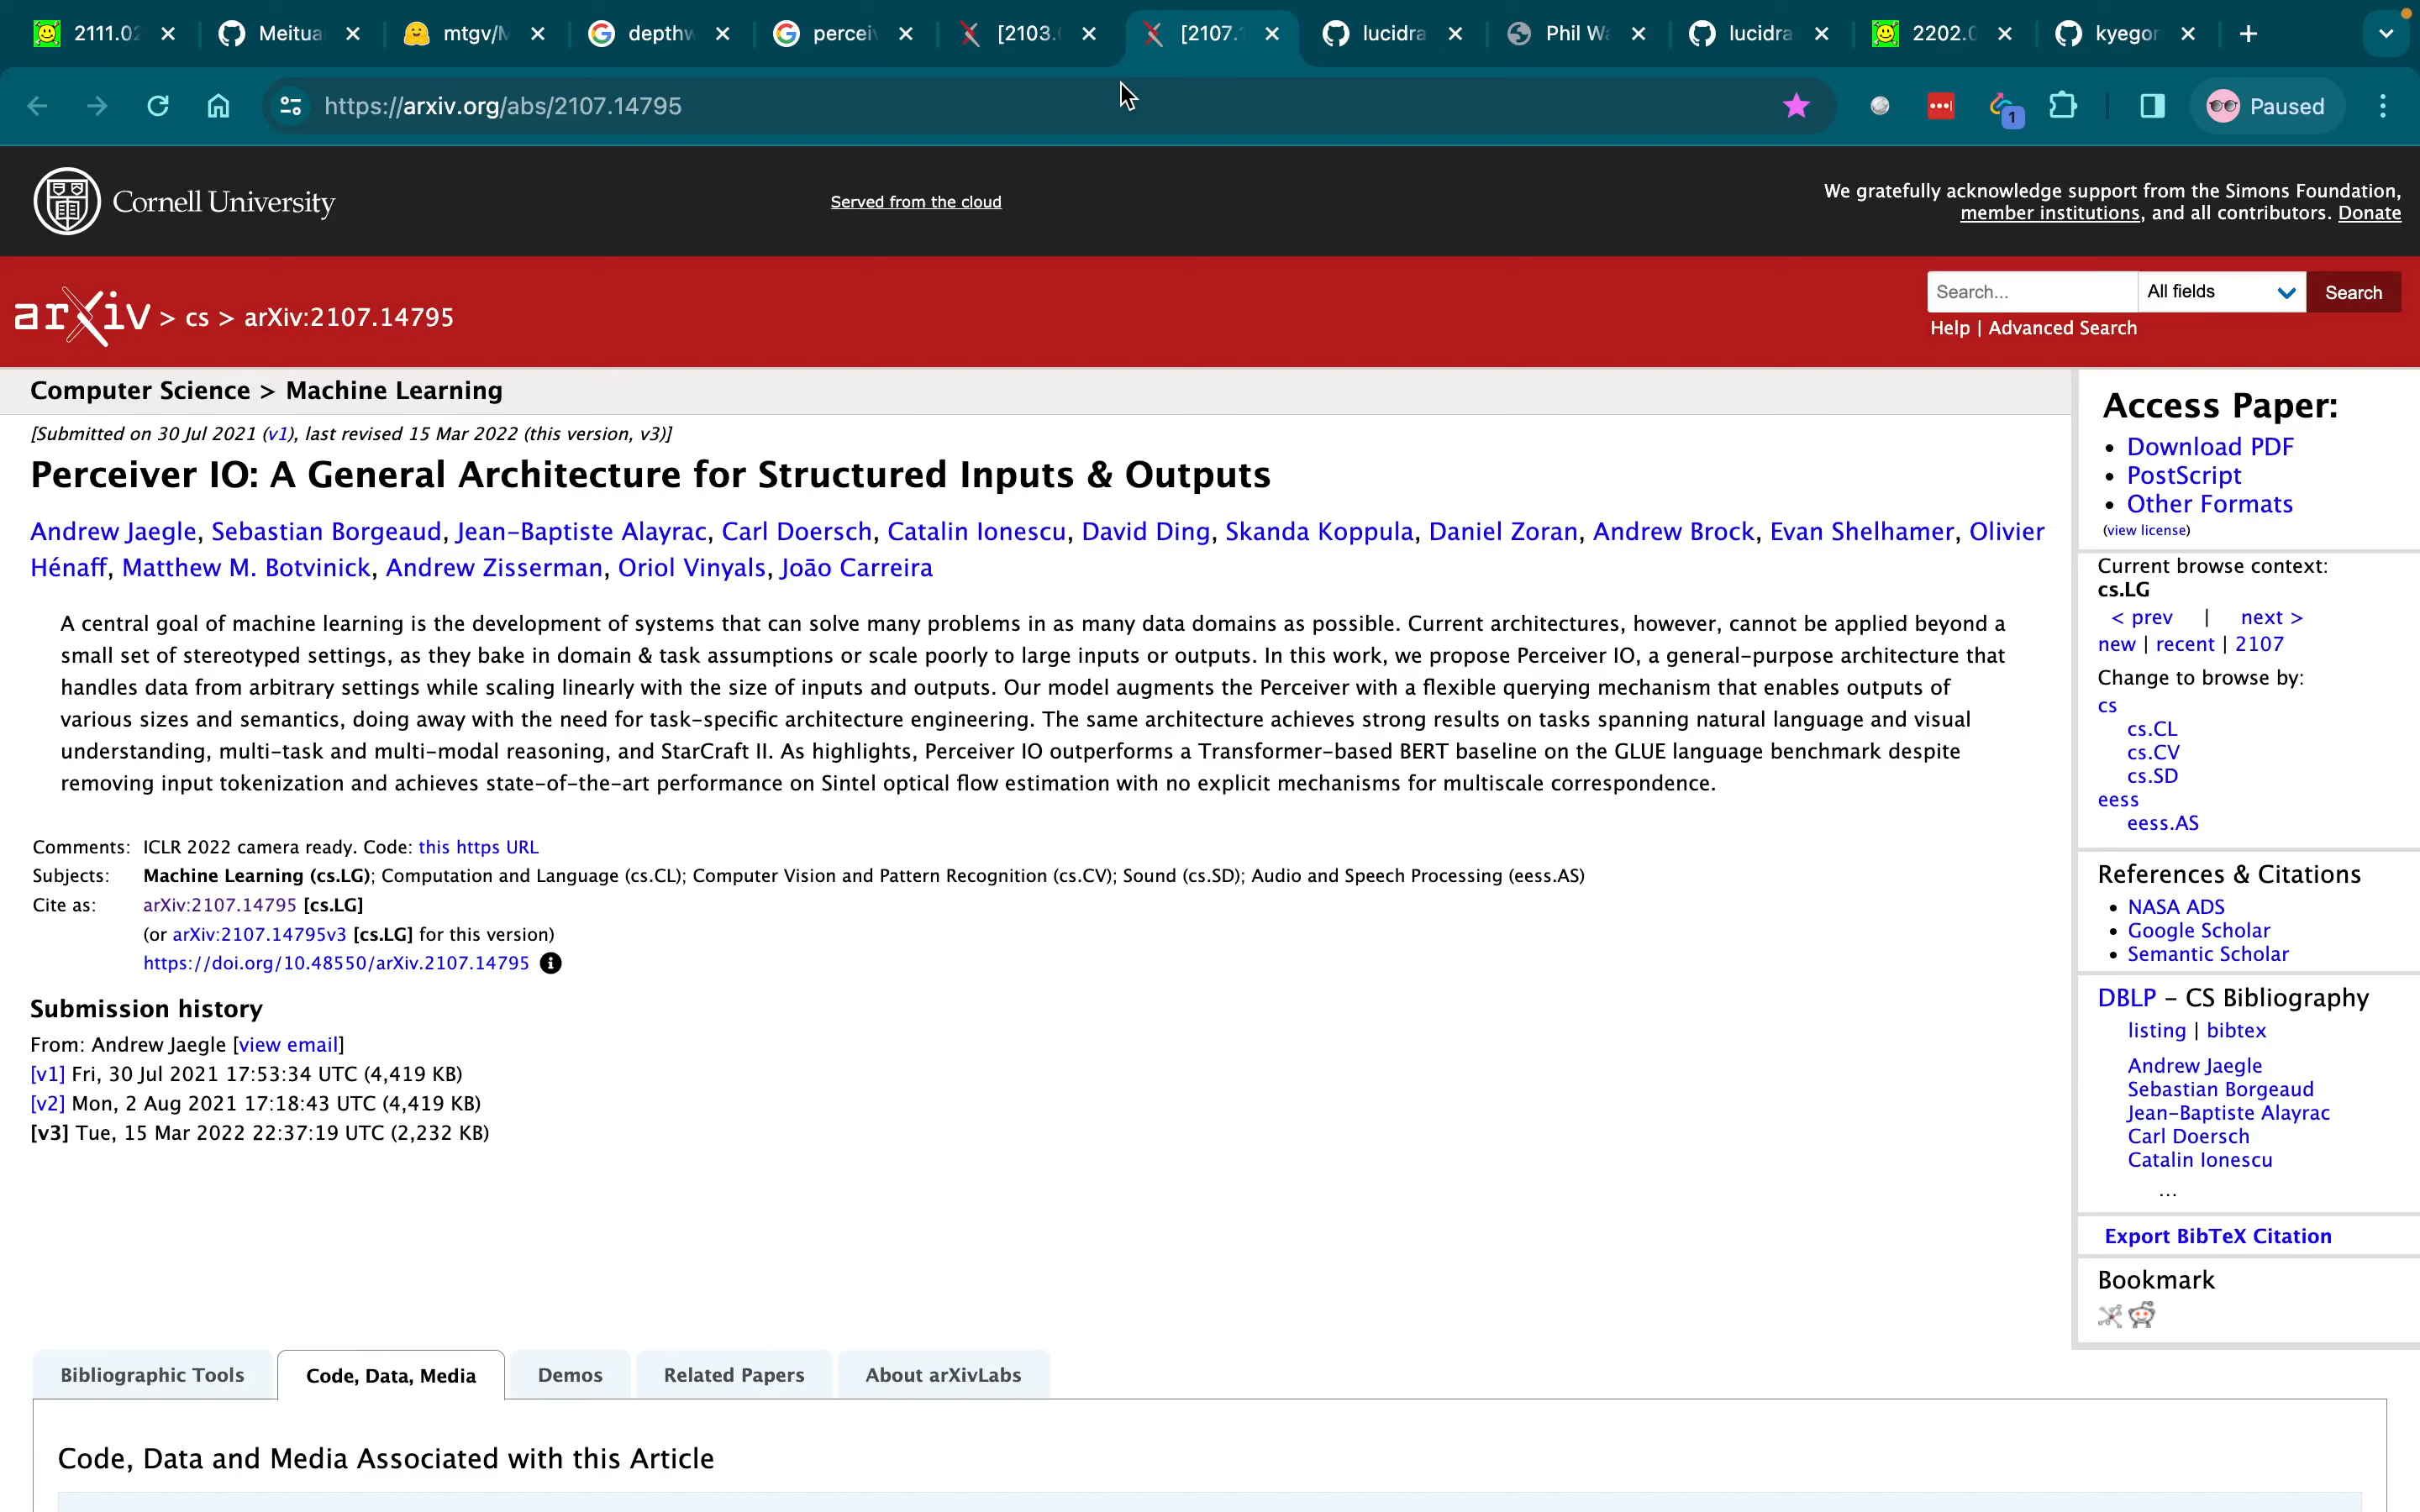 2111.02
Meitua
mtgv/M
depthw
percei
[2103.
[2107.1
lucidra
Phil Wa
lucidra
2202.0
kyegor
https://arxiv.org/abs/2107.14795
1
Paused
Cornell University
Served from the cloud
We gratefully acknowledge support from the Simons Foundation,
member institutions, and all contributors. Donate
arXiv > cs > arXiv:2107.14795
Search...
All fields
Search
Help | Advanced Search
Computer Science > Machine Learning
[Submitted on 30 Jul 2021 (v1), last revised 15 Mar 2022 (this version, v3)]
Perceiver IO: A General Architecture for Structured Inputs & Outputs
Andrew Jaegle, Sebastian Borgeaud, Jean-Baptiste Alayrac, Carl Doersch, Catalin Ionescu, David Ding, Skanda Koppula, Daniel Zoran, Andrew Brock, Evan Shelhamer, Olivier
Hénaff, Matthew M. Botvinick, Andrew Zisserman, Oriol Vinyals, João Carreira
A central goal of machine learning is the development of systems that can solve many problems in as many data domains as possible. Current architectures, however, cannot be applied beyond a
small set of stereotyped settings, as they bake in domain & task assumptions or scale poorly to large inputs or outputs. In this work, we propose Perceiver IO, a general-purpose architecture that
handles data from arbitrary settings while scaling linearly with the size of inputs and outputs. Our model augments the Perceiver with a flexible querying mechanism that enables outputs of
various sizes and semantics, doing away with the need for task-specific architecture engineering. The same architecture achieves strong results on tasks spanning natural language and visual
understanding, multi-task and multi-modal reasoning, and StarCraft II. As highlights, Perceiver IO outperforms a Transformer-based BERT baseline on the GLUE language benchmark despite
removing input tokenization and achieves state-of-the-art performance on Sintel optical flow estimation with no explicit mechanisms for multiscale correspondence.
Comments: ICLR 2022 camera ready. Code: this https URL
Subjects: Machine Learning (cs.LG); Computation and Language (cs.CL); Computer Vision and Pattern Recognition (cs.CV); Sound (cs.SD); Audio and Speech Processing (eess.AS)
Cite as: arXiv:2107.14795 [cs.LG]
(or arXiv:2107.14795v3 [cs.LG] for this version)
https://doi.org/10.48550/arXiv.2107.14795
Submission history
From: Andrew Jaegle [view email]
[v1] Fri, 30 Jul 2021 17:53:34 UTC (4,419 KB)
[v2] Mon, 2 Aug 2021 17:18:43 UTC (4,419 KB)
[v3] Tue, 15 Mar 2022 22:37:19 UTC (2,232 KB)
Access Paper:
Download PDF
PostScript
Other Formats
(view license)
Current browse context:
cs.LG
< prev | next >
new | recent | 2107
Change to browse by:
cs
cs.CL
cs.CV
cs.SD
eess
eess.AS
References & Citations
NASA ADS
Google Scholar
Semantic Scholar
DBLP - CS Bibliography
listing | bibtex
Andrew Jaegle
Sebastian Borgeaud
Jean-Baptiste Alayrac
Carl Doersch
Catalin Ionescu
...
Export BibTeX Citation
Bookmark
Bibliographic Tools
Code, Data, Media
Demos
Related Papers
About arXivLabs
Code, Data and Media Associated with this Article